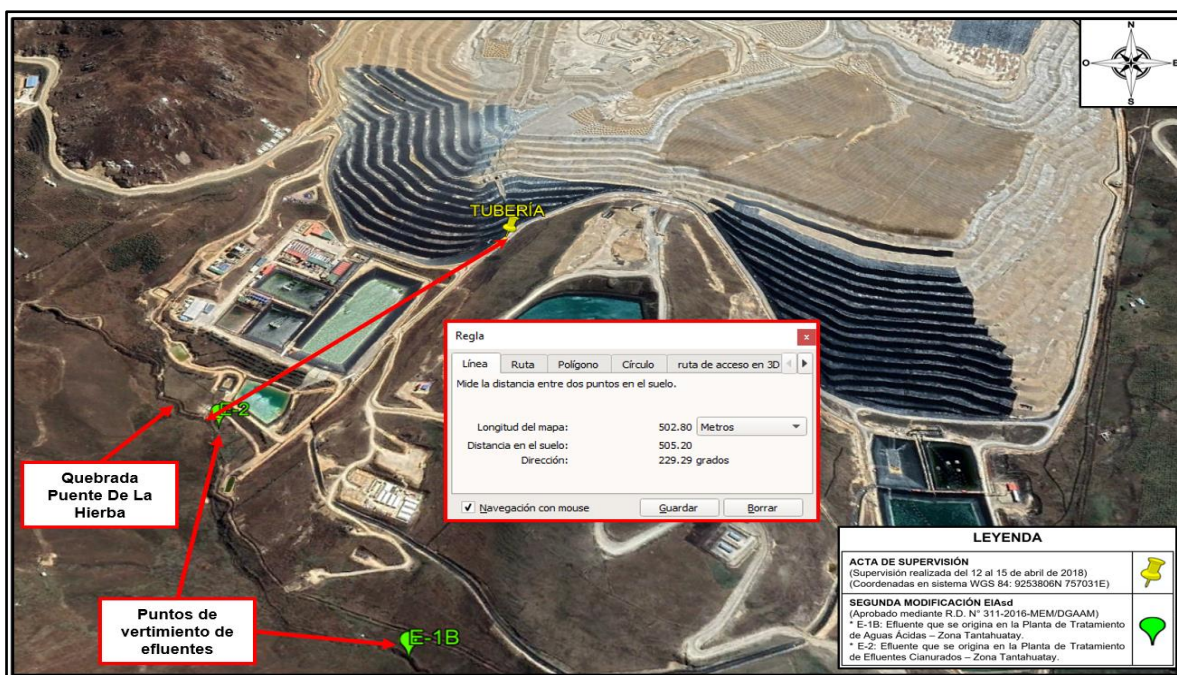 N
O
E
S
TUBERÍA
Regla
x
Línea
Ruta
Polígono
Círculo
ruta de acceso en 3D
Mide la distancia entre dos puntos en el suelo.
Longitud del mapa: 502.80 Metros
Distancia en el suelo: 505.20
Dirección: 229.29 grados
Navegación con mouse
Guardar
Borrar
E-2
Quebrada
Puente De La
Hierba
Puntos de
vertimiento de
efluentes
E-1B
LEYENDA
ACTA DE SUPERVISIÓN
(Supervisión realizada del 12 al 15 de abril de 2018)
(Coordenadas en sistema WGS 84: 9253806N 757031E)
SEGUNDA MODIFICACIÓN EIAsd
(Aprobado mediante R.D. N° 311-2016-MEM/DGAAM)
* E-1B: Efluente que se origina en la Planta de Tratamiento
de Aguas Ácidas – Zona Tantahuatay.
* E-2: Efluente que se origina en la Planta de Tratamiento
de Efluentes Cianurados – Zona Tantahuatay.